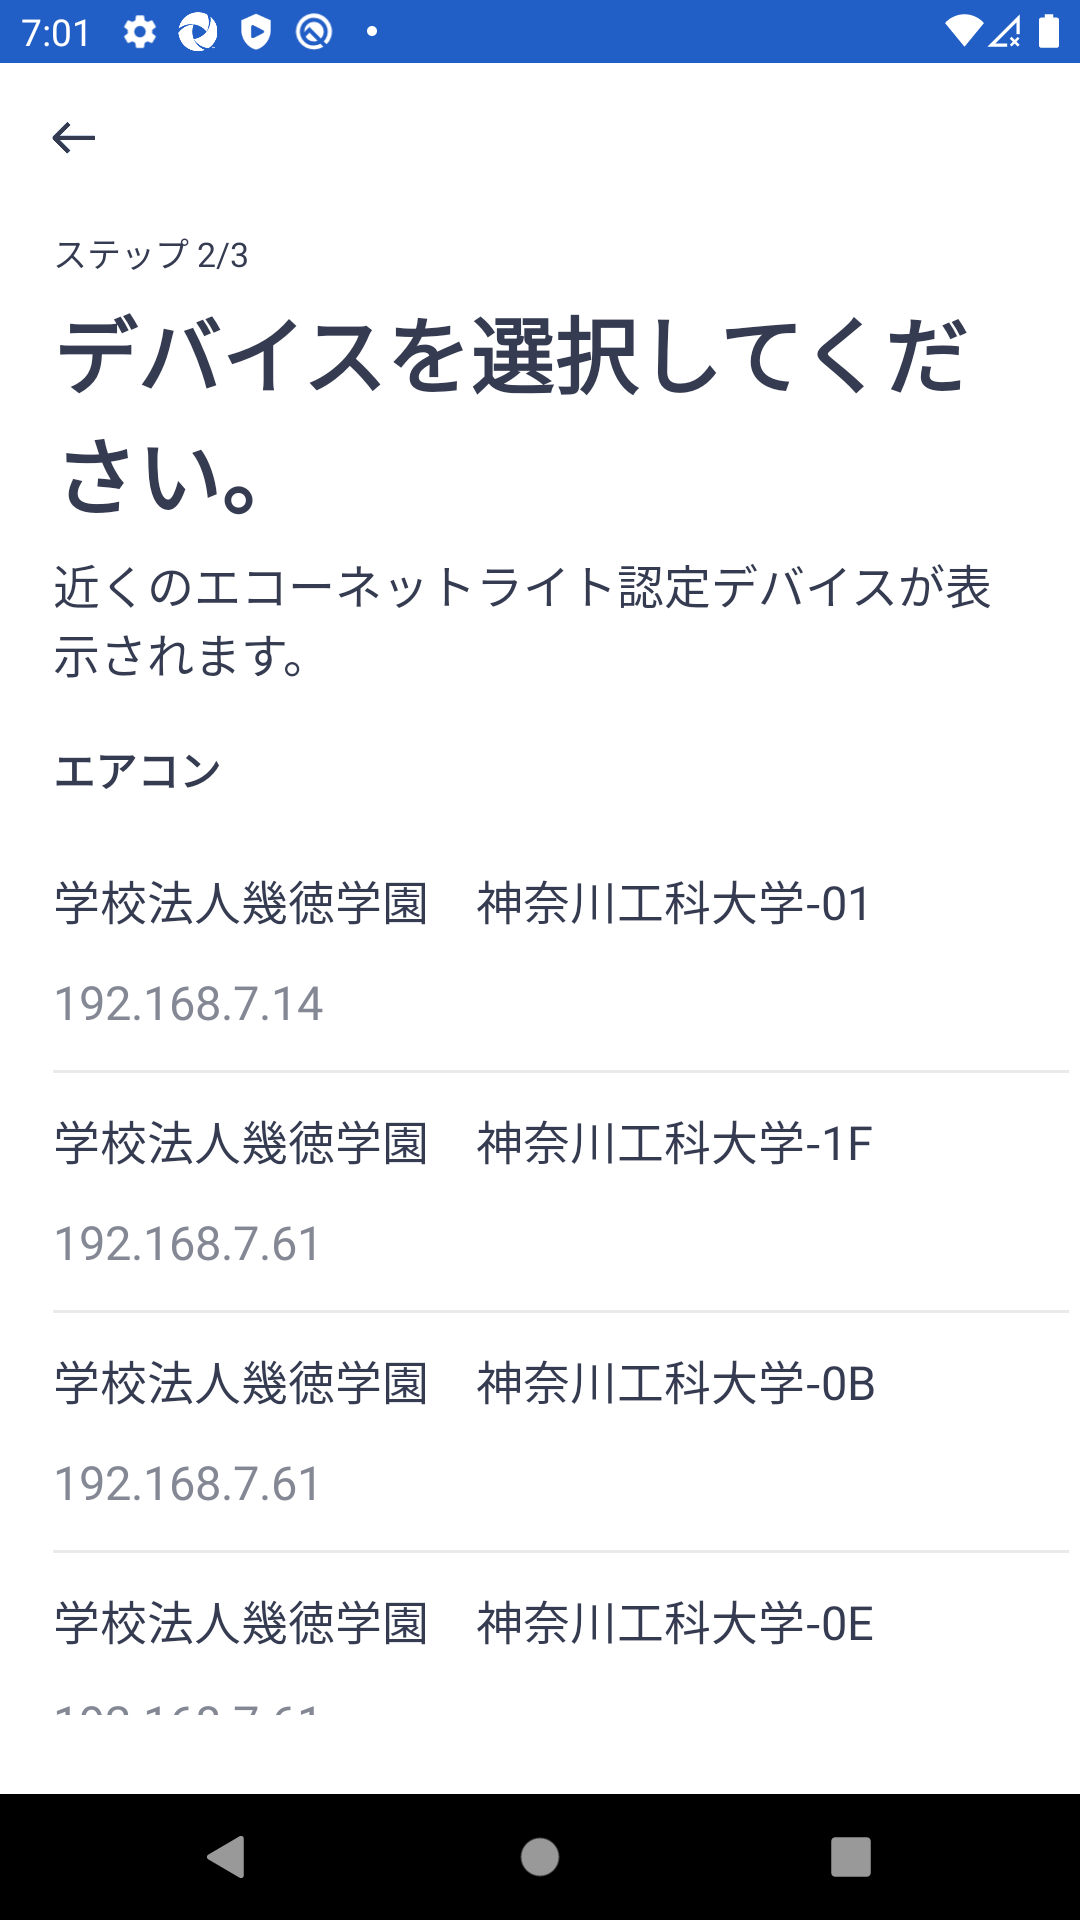 7:01
ステップ 2/3
デバイスを選択してくだ
さい。
近くのエコーネットライト認定デバイスが表
示されます。
エアコン
学校法人幾徳学園　神奈川工科大学-01
192.168.7.14
学校法人幾徳学園　神奈川工科大学-1F
192.168.7.61
学校法人幾徳学園　神奈川工科大学-0B
192.168.7.61
学校法人幾徳学園　神奈川工科大学-0E
192.168.7.61